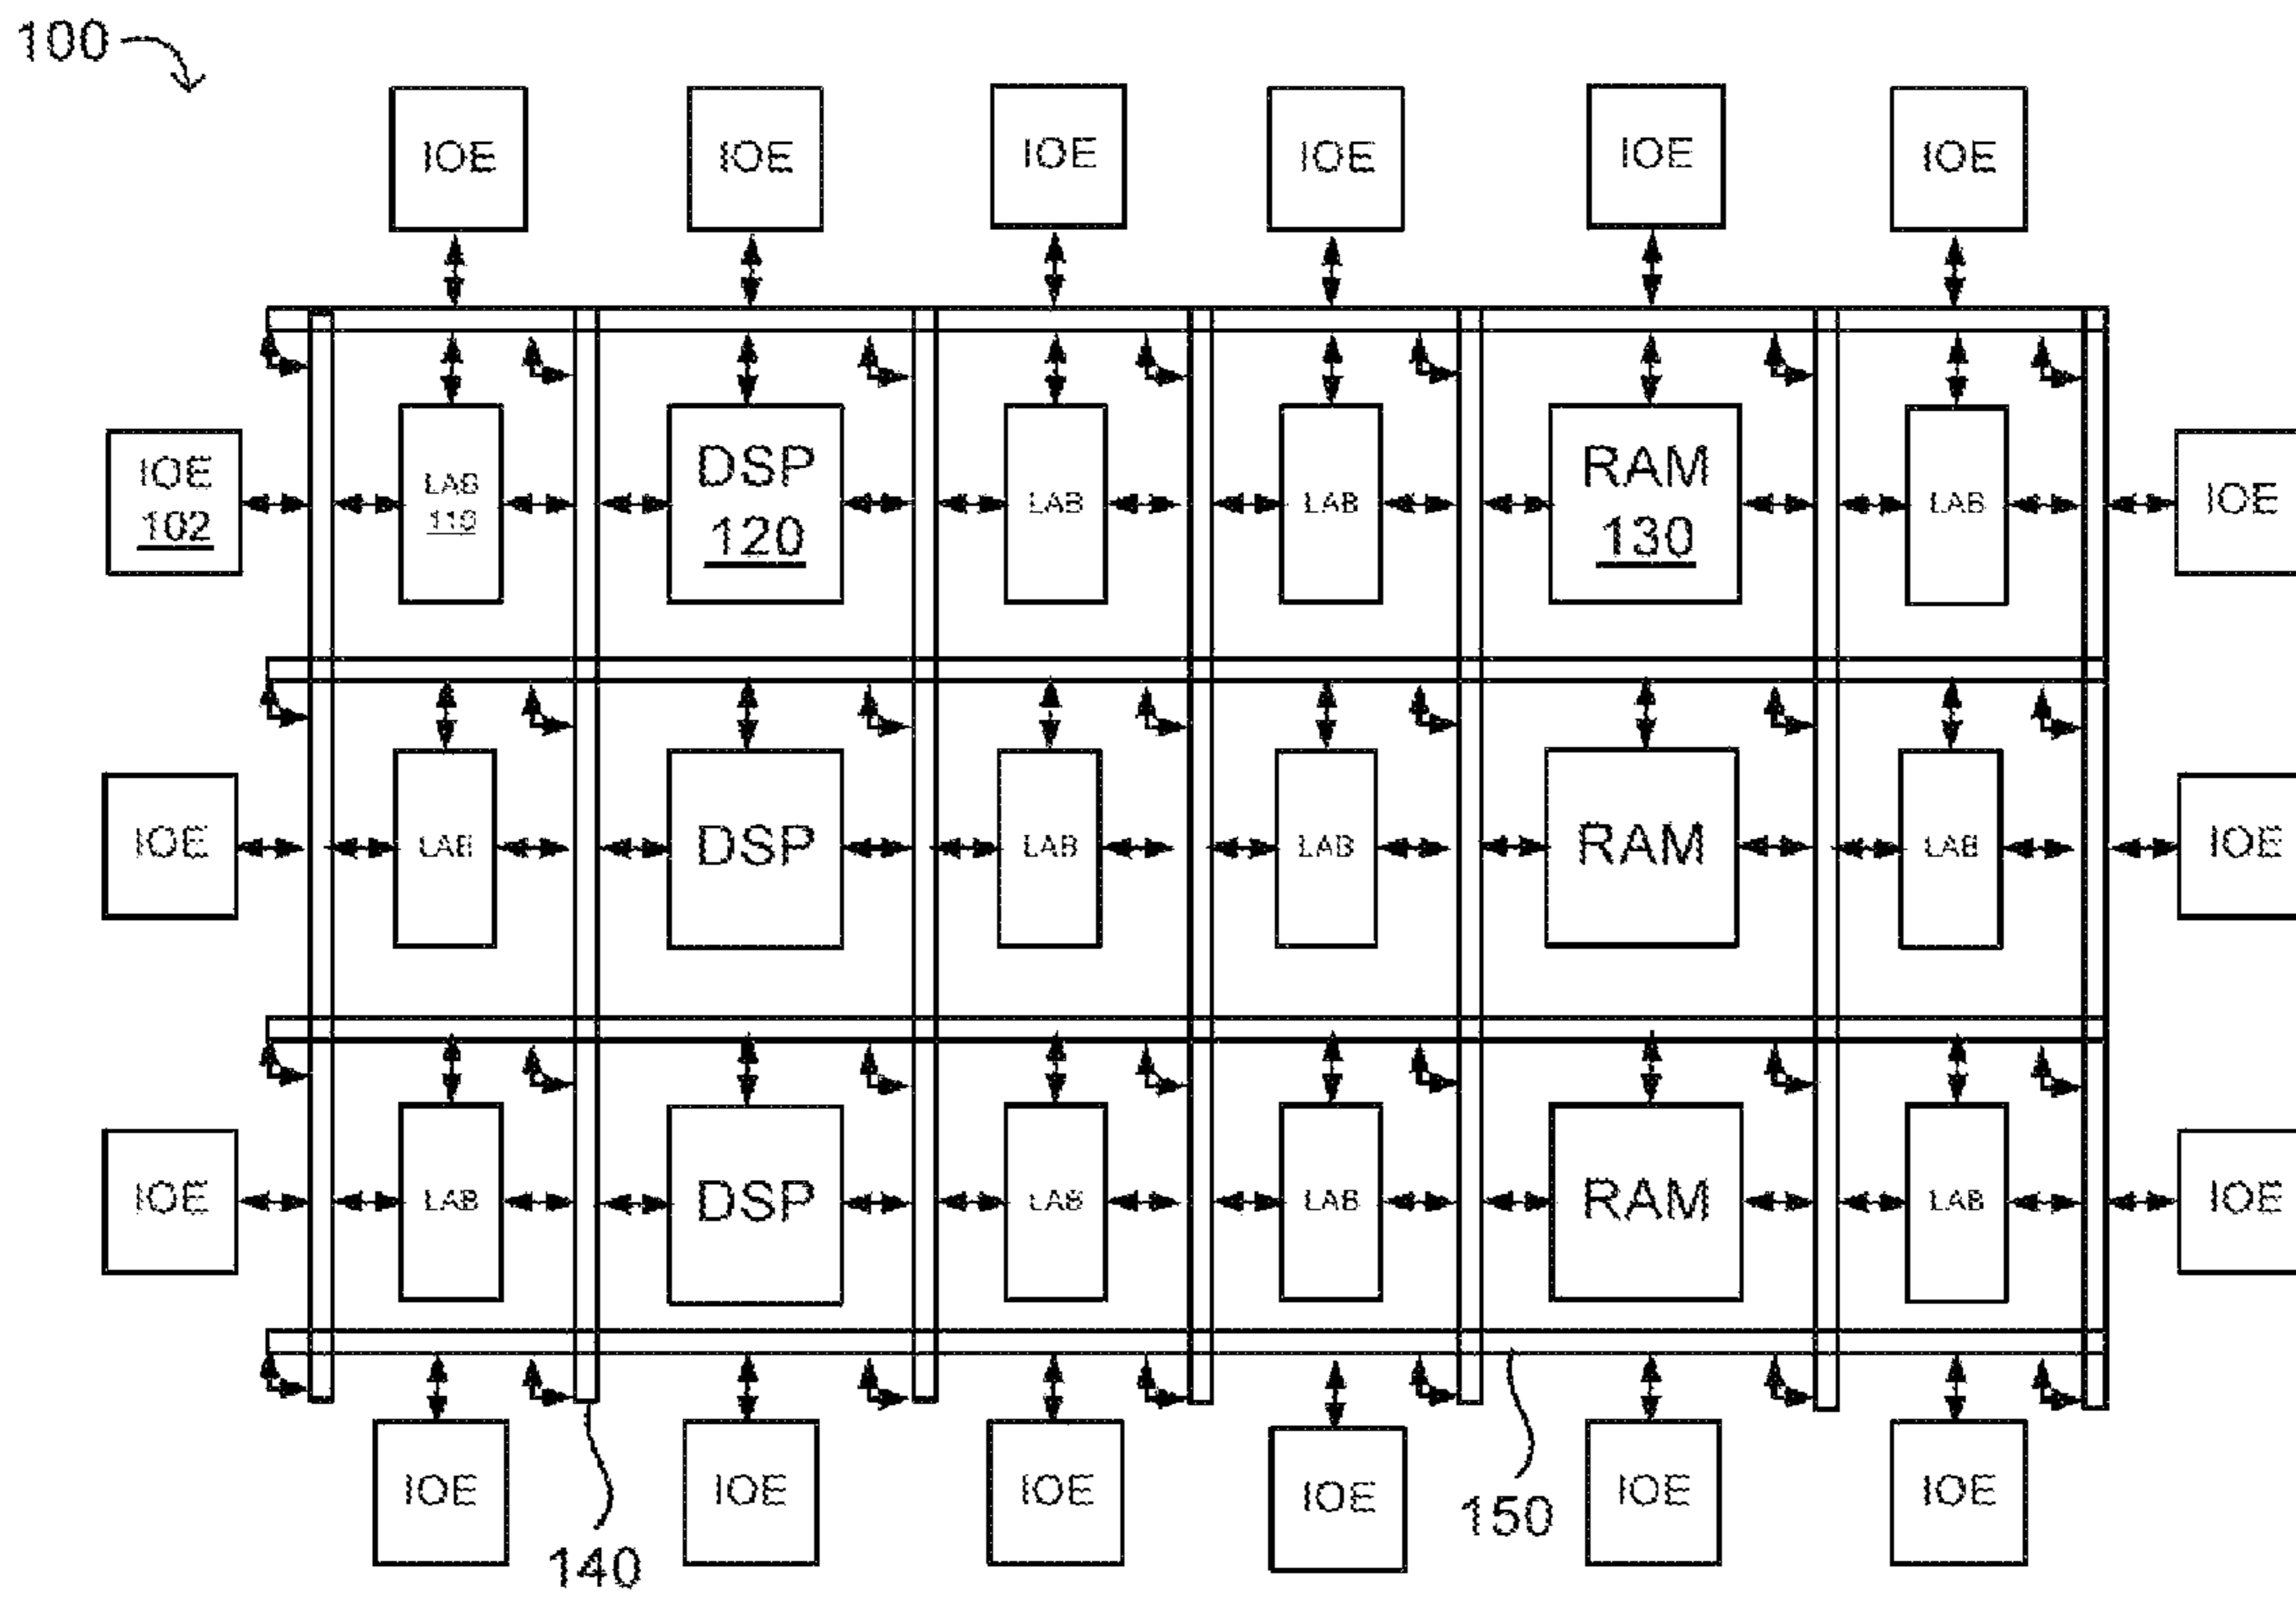 100
IOE IOE IOE IOE IOE IOE
IOE
102
LAB
110
DSP
120
LAB
LAB
RAM
130
LAB
IOE
IOE LAB DSP LAB LAB RAM LAB IOE
IOE LAB DSP LAB LAB RAM LAB IOE
IOE IOE IOE IOE IOE IOE
140
150